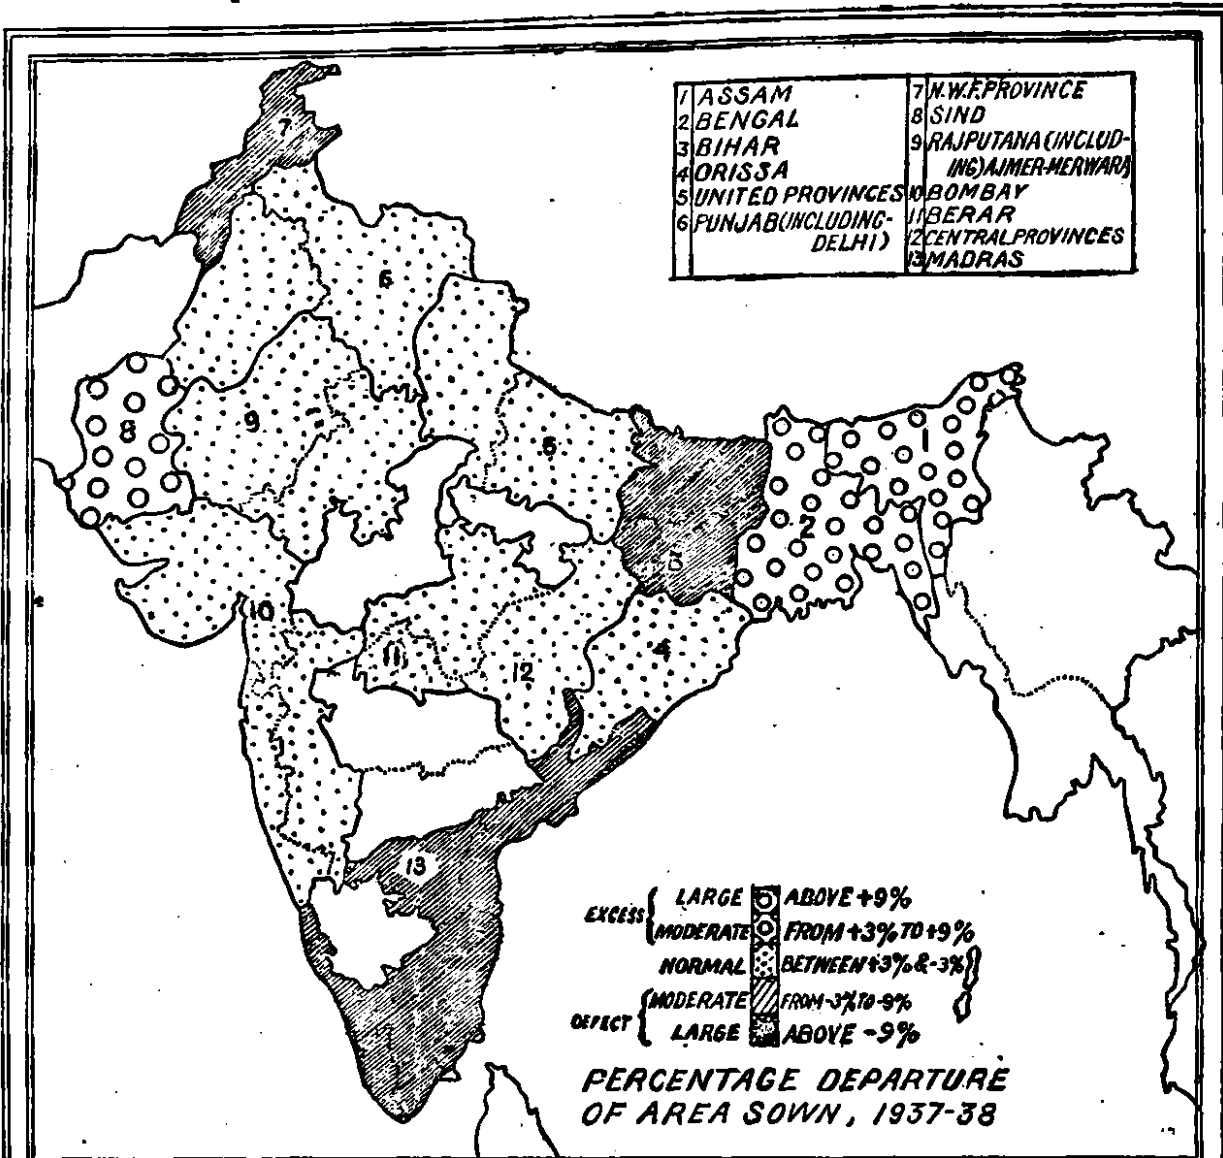 1 ASSAM
2 BENGAL
3 BIHAR
4 ORISSA
5 UNITED PROVINCES
6 PUNJAB (INCLUDING-
DELHI)
7 N.W.F. PROVINCE
8 SIND
9 RAJPUTANA (INCLUD-
ING) AJMER-MERWARA
10 BOMBAY
11 BERAR
12 CENTRAL PROVINCES
13 MADRAS
7
6
8
9
5
1
2
3
10
11
12
4
13
EXCESS
LARGE ABOVE +9%
MODERATE FROM +3% TO +9%
NORMAL BETWEEN +3% & -3%
DEFECT
MODERATE FROM -3% TO -9%
LARGE ABOVE -9%
PERCENTAGE DEPARTURE
OF AREA SOWN, 1937-38